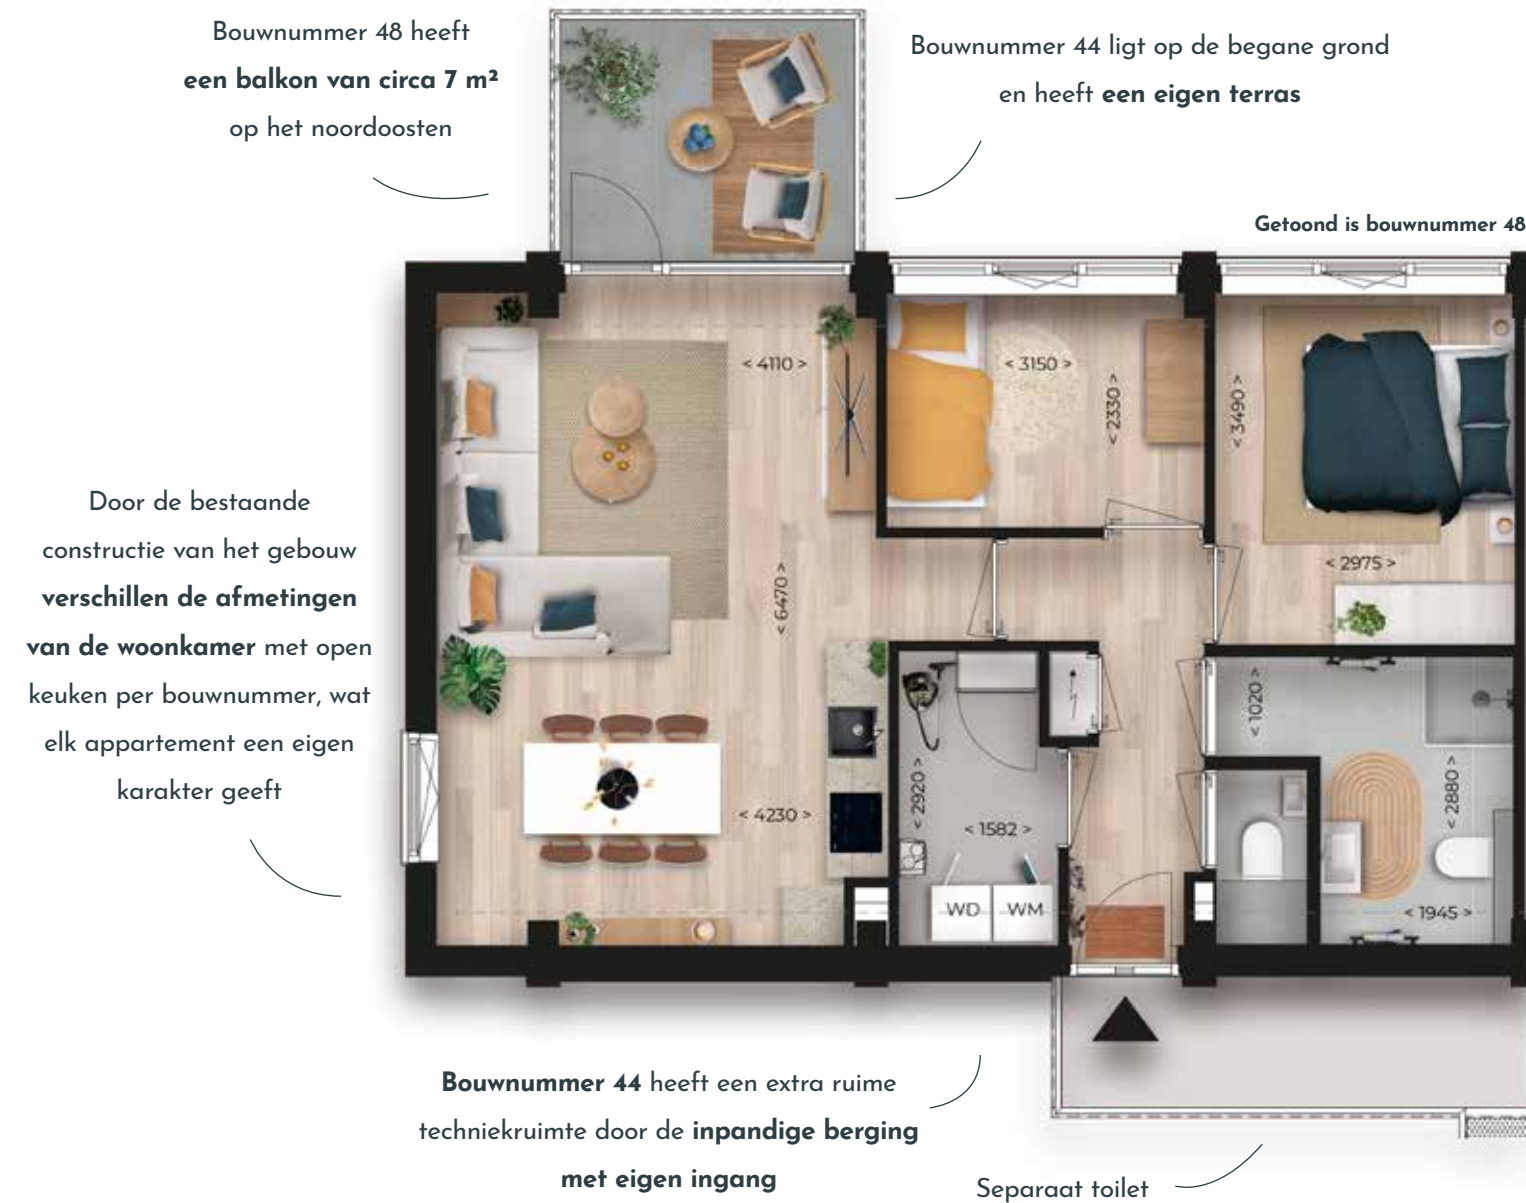 Bouwnummer 48 heeft
een balkon van circa 7 m²
op het noordoosten
Bouwnummer 44 ligt op de begane grond
en heeft een eigen terras
Getoond is bouwnummer 48
< 4110 >
< 3150 >
< 2330 >
< 3490 >
< 2975 >
< 6470 >
Door de bestaande
constructie van het gebouw
verschillen de afmetingen
van de woonkamer met open
keuken per bouwnummer, wat
elk appartement een eigen
karakter geeft
< 1020 >
< 2920 >
< 2880 >
< 4230 >
< 1582 >
WD
WM
< 1945 >
Bouwnummer 44 heeft een extra ruime
techniekruimte door de inpandige berging
met eigen ingang
Separaat toilet